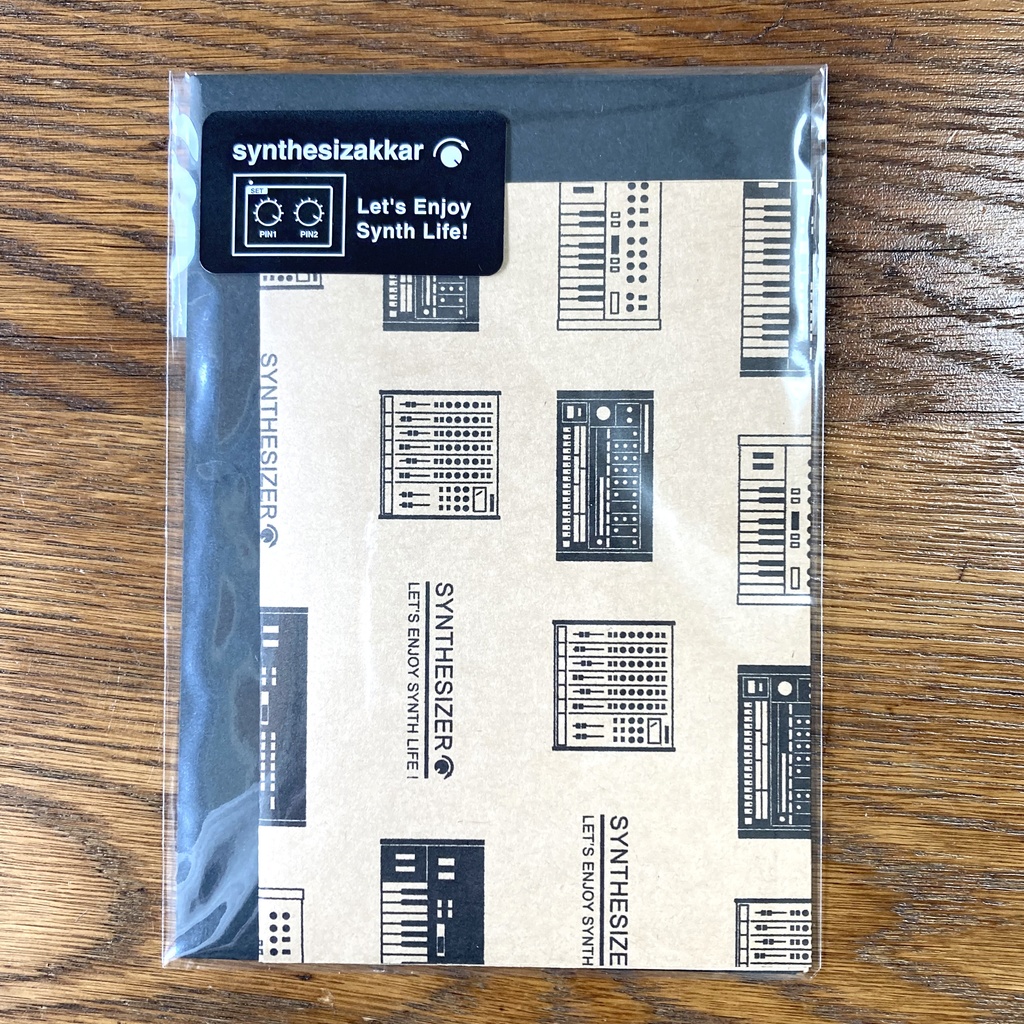 synthesizakkar
SET
PIN1 PIN2
Let's Enjoy
Synth Life!
SYNTHESIZER
SYNTHESIZER
LET'S ENJOY SYNTH LIFE !
SYNTHESIZE
LET'S ENJOY SYNTH